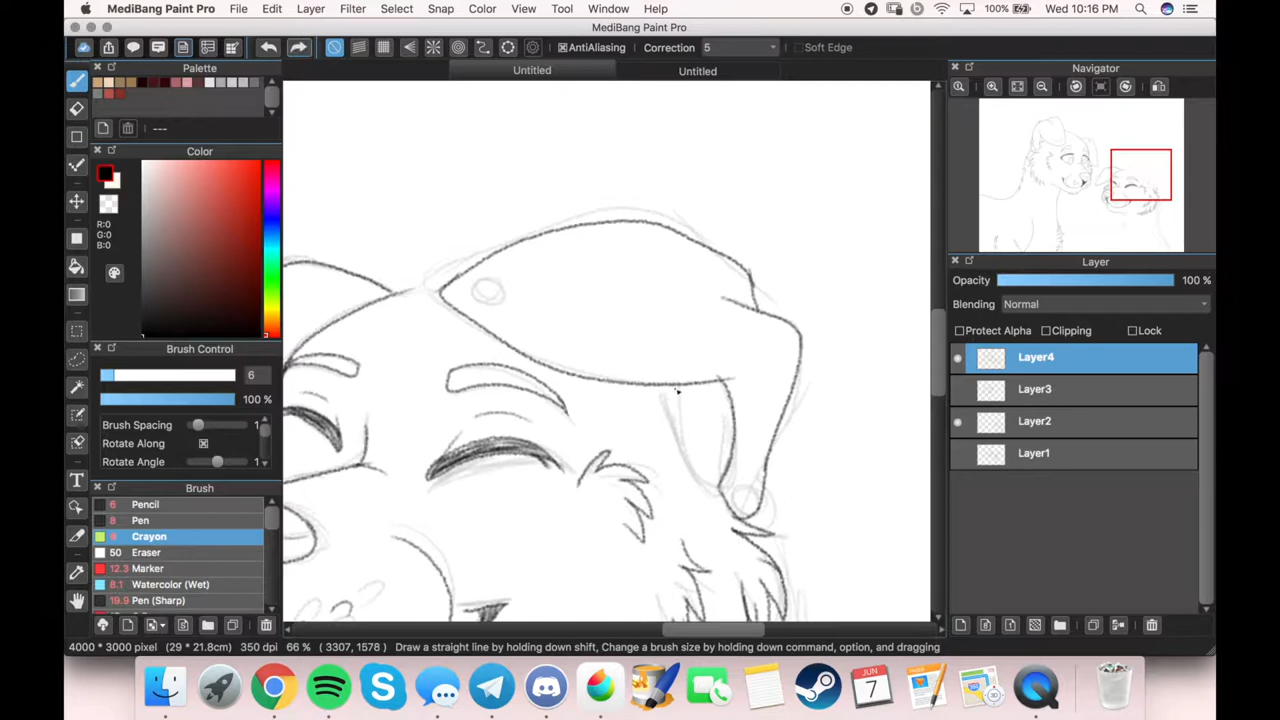 MediBang Paint Pro File Edit Layer Filter Select Snap Color View Tool Window Help 100% Wed 10:16 PM
MediBang Paint Pro
AntiAliasing Correction 5 Soft Edge
Palette
Untitled Untitled
Navigator
---
Color
R:0
G:0
B:0
Layer
Opacity 100 %
Blending Normal
Protect Alpha Clipping Lock
Brush Control
6
100 %
Brush Spacing 1
Rotate Along
Rotate Angle 1
Layer4
Layer3
Layer2
Layer1
Brush
6 Pencil
8 Pen
Crayon
50 Eraser
12.3 Marker
8.1 Watercolor (Wet)
19.9 Pen (Sharp)
4000 * 3000 pixel (29 * 21.8cm) 350 dpi 66 % ( 3307, 1578 ) Draw a straight line by holding down shift, Change a brush size by holding down command, option, and dragging
JUN
7